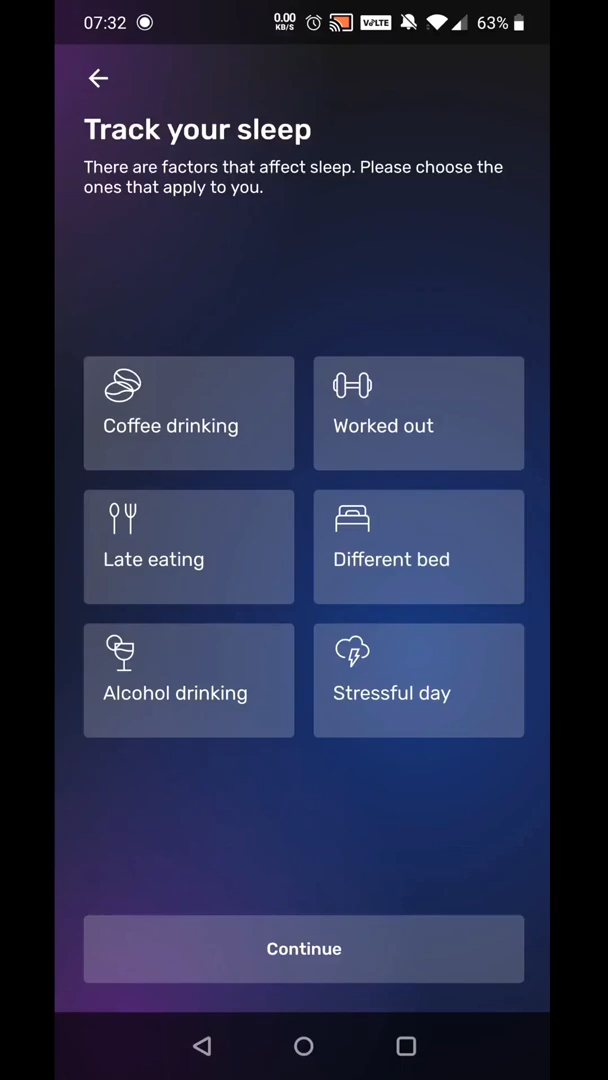 07:32 0.00 KB/S VoLTE 63%
Track your sleep
There are factors that affect sleep. Please choose the
ones that apply to you.
Coffee drinking
Worked out
Late eating
Different bed
Alcohol drinking
Stressful day
Continue